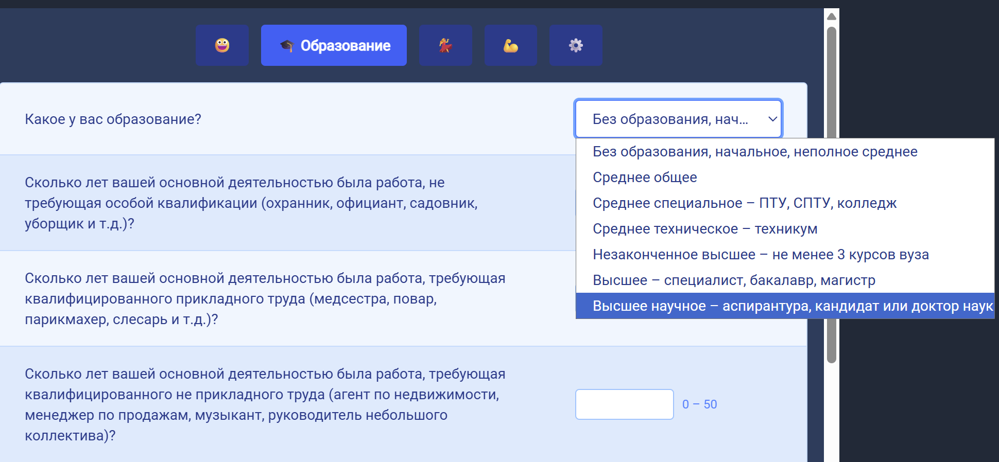 Образование
Какое у вас образование?
Без образования, нач...
Без образования, начальное, неполное среднее
Среднее общее
Среднее специальное – ПТУ, СПТУ, колледж
Среднее техническое – техникум
Незаконченное высшее – не менее 3 курсов вуза
Высшее – специалист, бакалавр, магистр
Высшее научное – аспирантура, кандидат или доктор наук
Сколько лет вашей основной деятельностью была работа, не
требующая особой квалификации (охранник, официант, садовник,
уборщик и т.д.)?
Сколько лет вашей основной деятельностью была работа, требующая
квалифицированного прикладного труда (медсестра, повар,
парикмахер, слесарь и т.д.)?
Сколько лет вашей основной деятельностью была работа, требующая
квалифицированного не прикладного труда (агент по недвижимости,
менеджер по продажам, музыкант, руководитель небольшого
коллектива)?
0 – 50